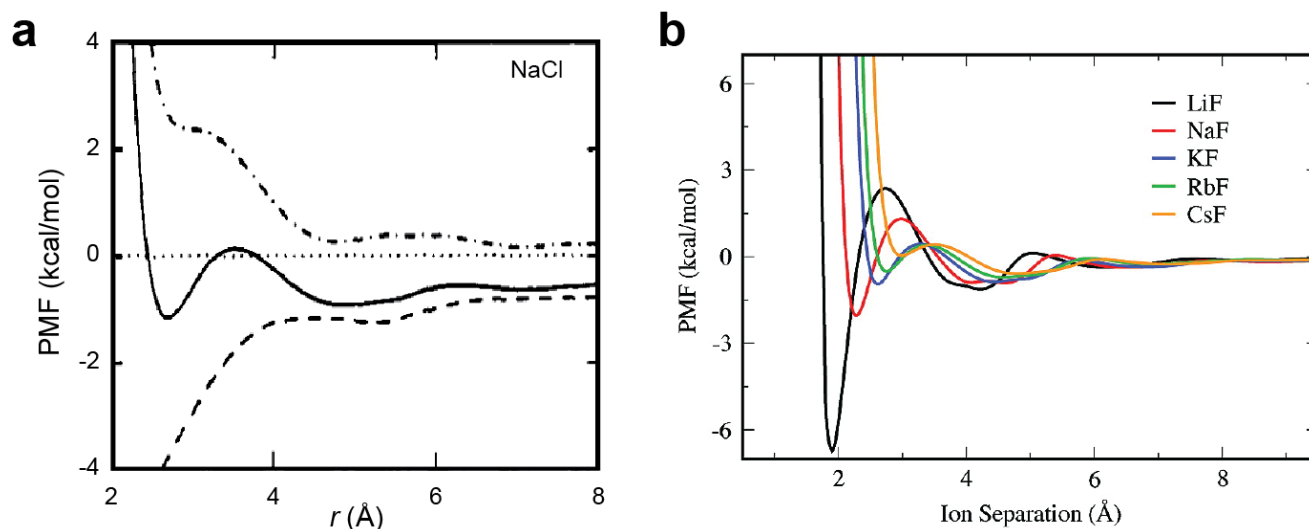 a
4
2
0
-2
-4
PMF (kcal/mol)
NaCl
2
4
6
8
r (Å)
b
6
3
0
-3
-6
PMF (kcal/mol)
LiF
NaF
KF
RbF
CsF
2
4
6
8
Ion Separation (Å)